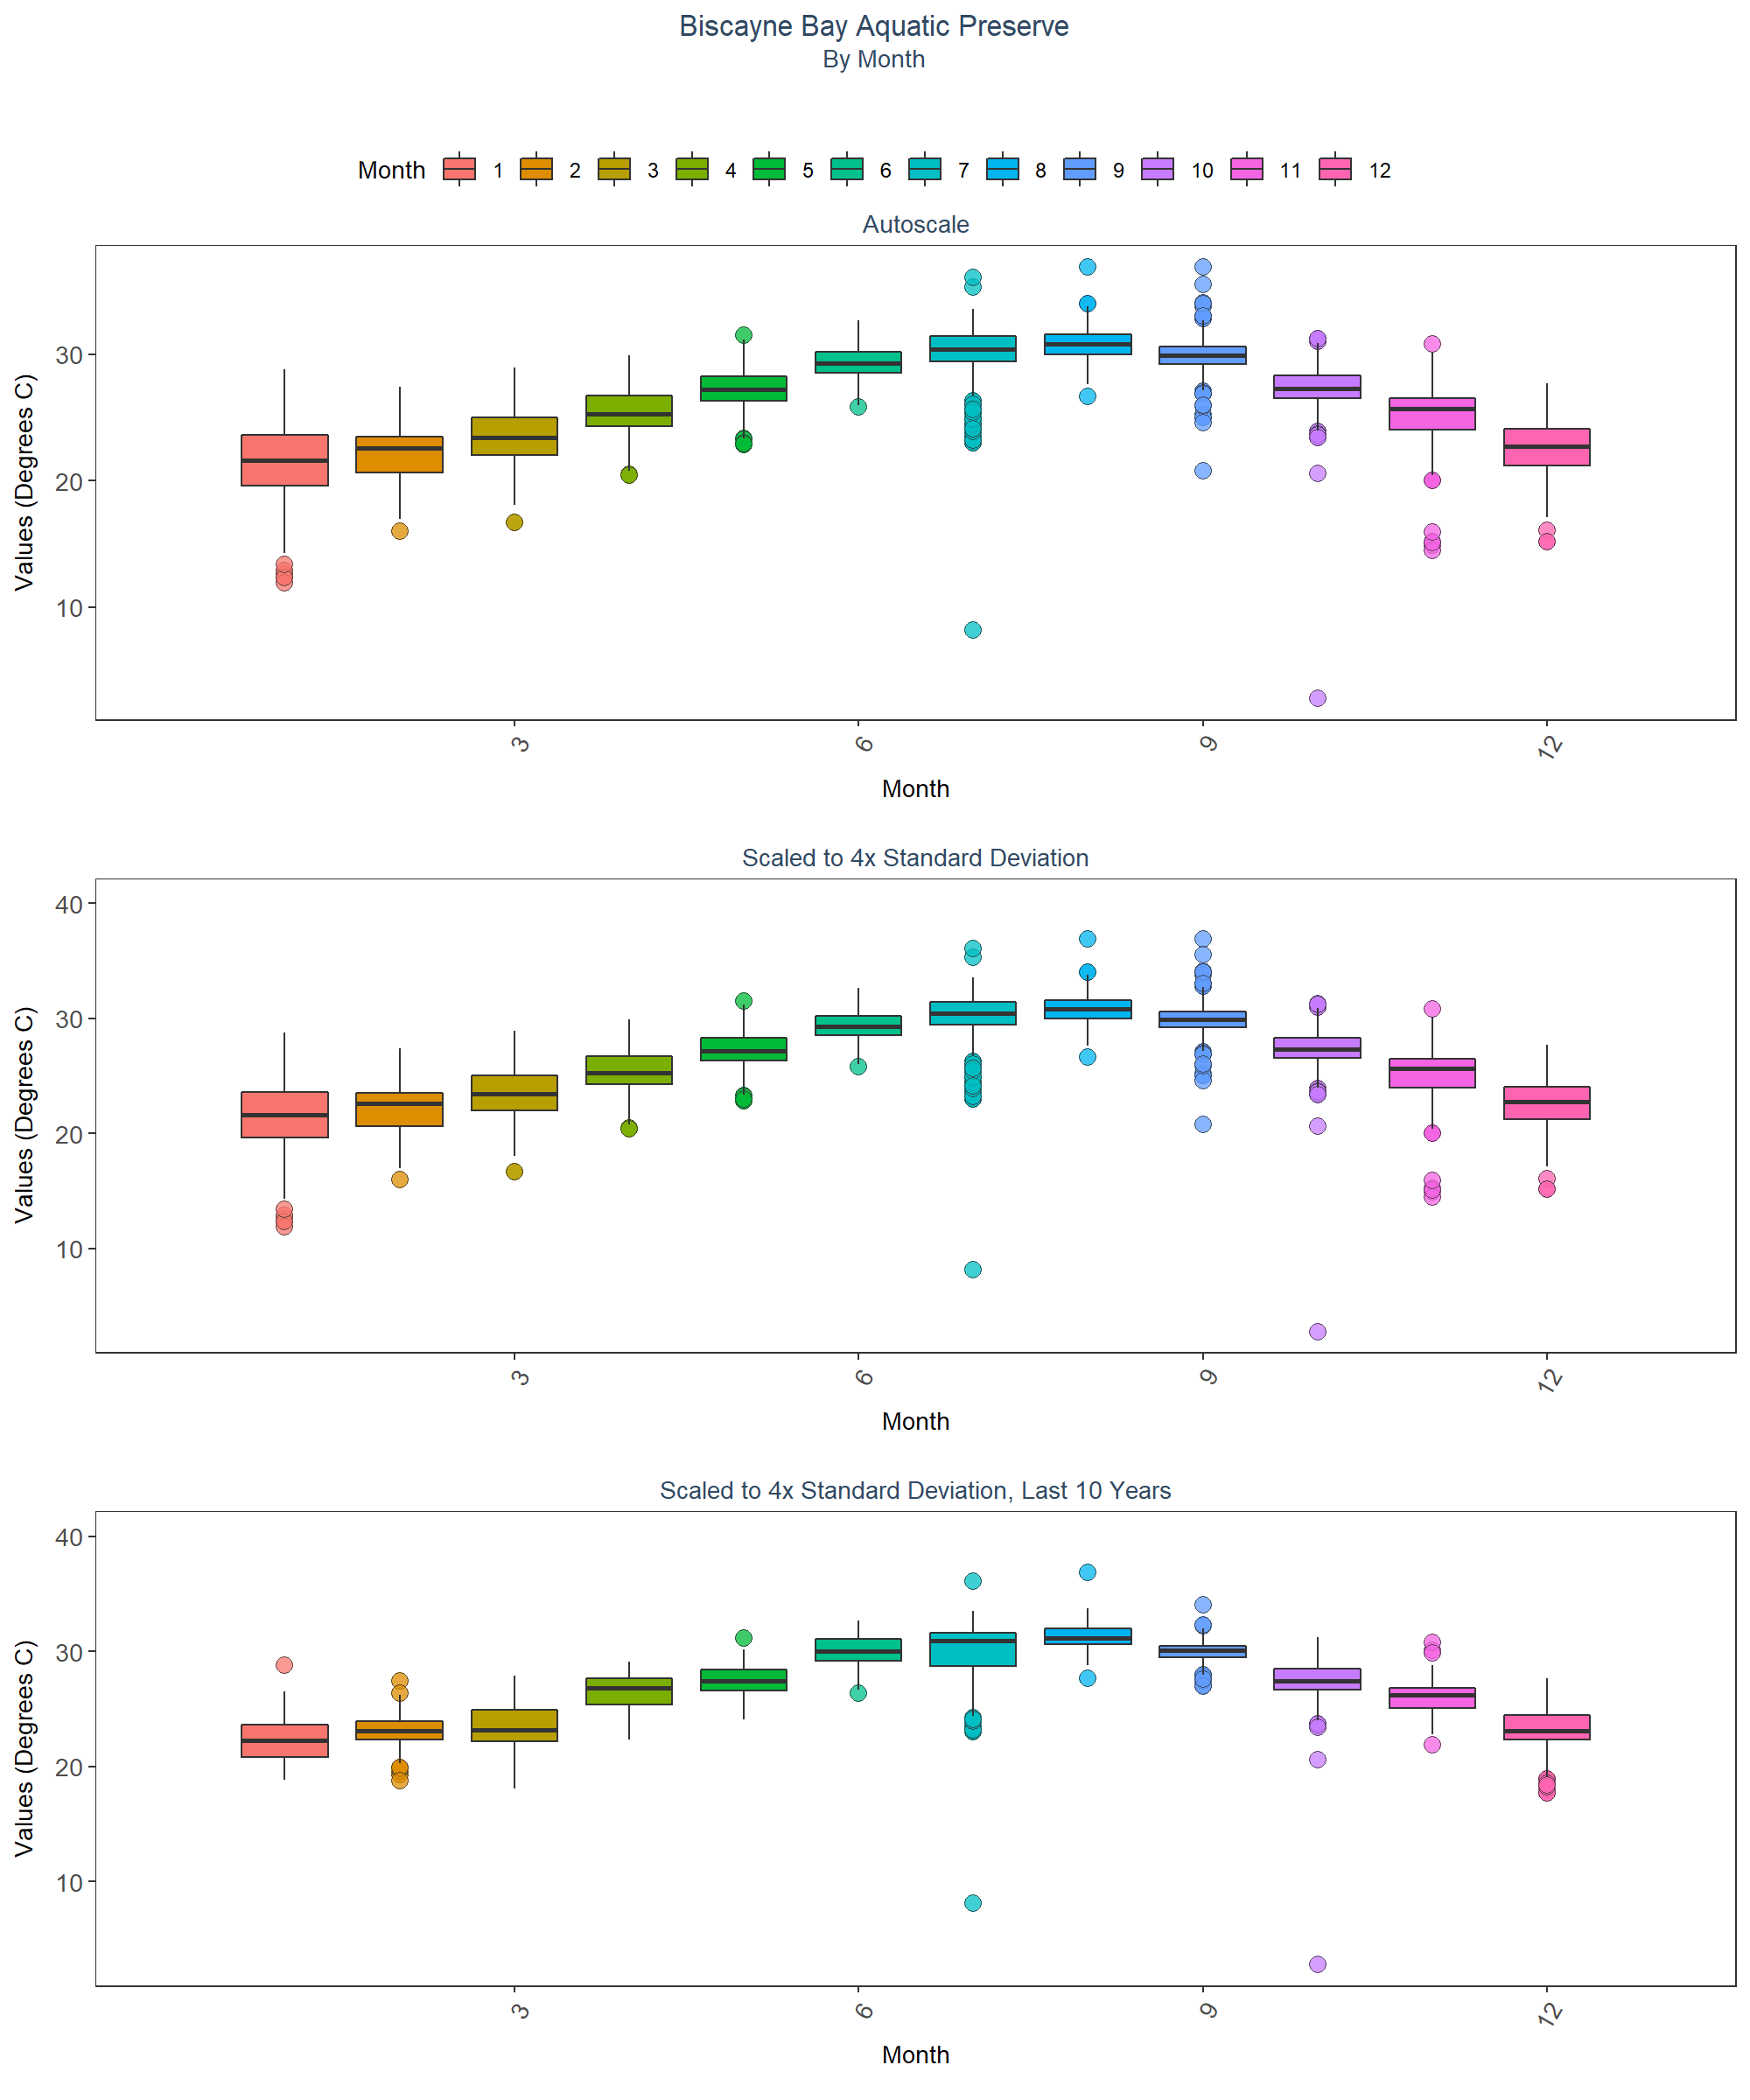 Biscayne Bay Aquatic Preserve
By Month
Month 1 2 3 4 5 6 7 8 9 10 11 12
Autoscale
Values (Degrees C)
30
20
10
3 6 9 12
Month
Scaled to 4x Standard Deviation
Values (Degrees C)
40
30
20
10
3 6 9 12
Month
Scaled to 4x Standard Deviation, Last 10 Years
Values (Degrees C)
40
30
20
10
3 6 9 12
Month